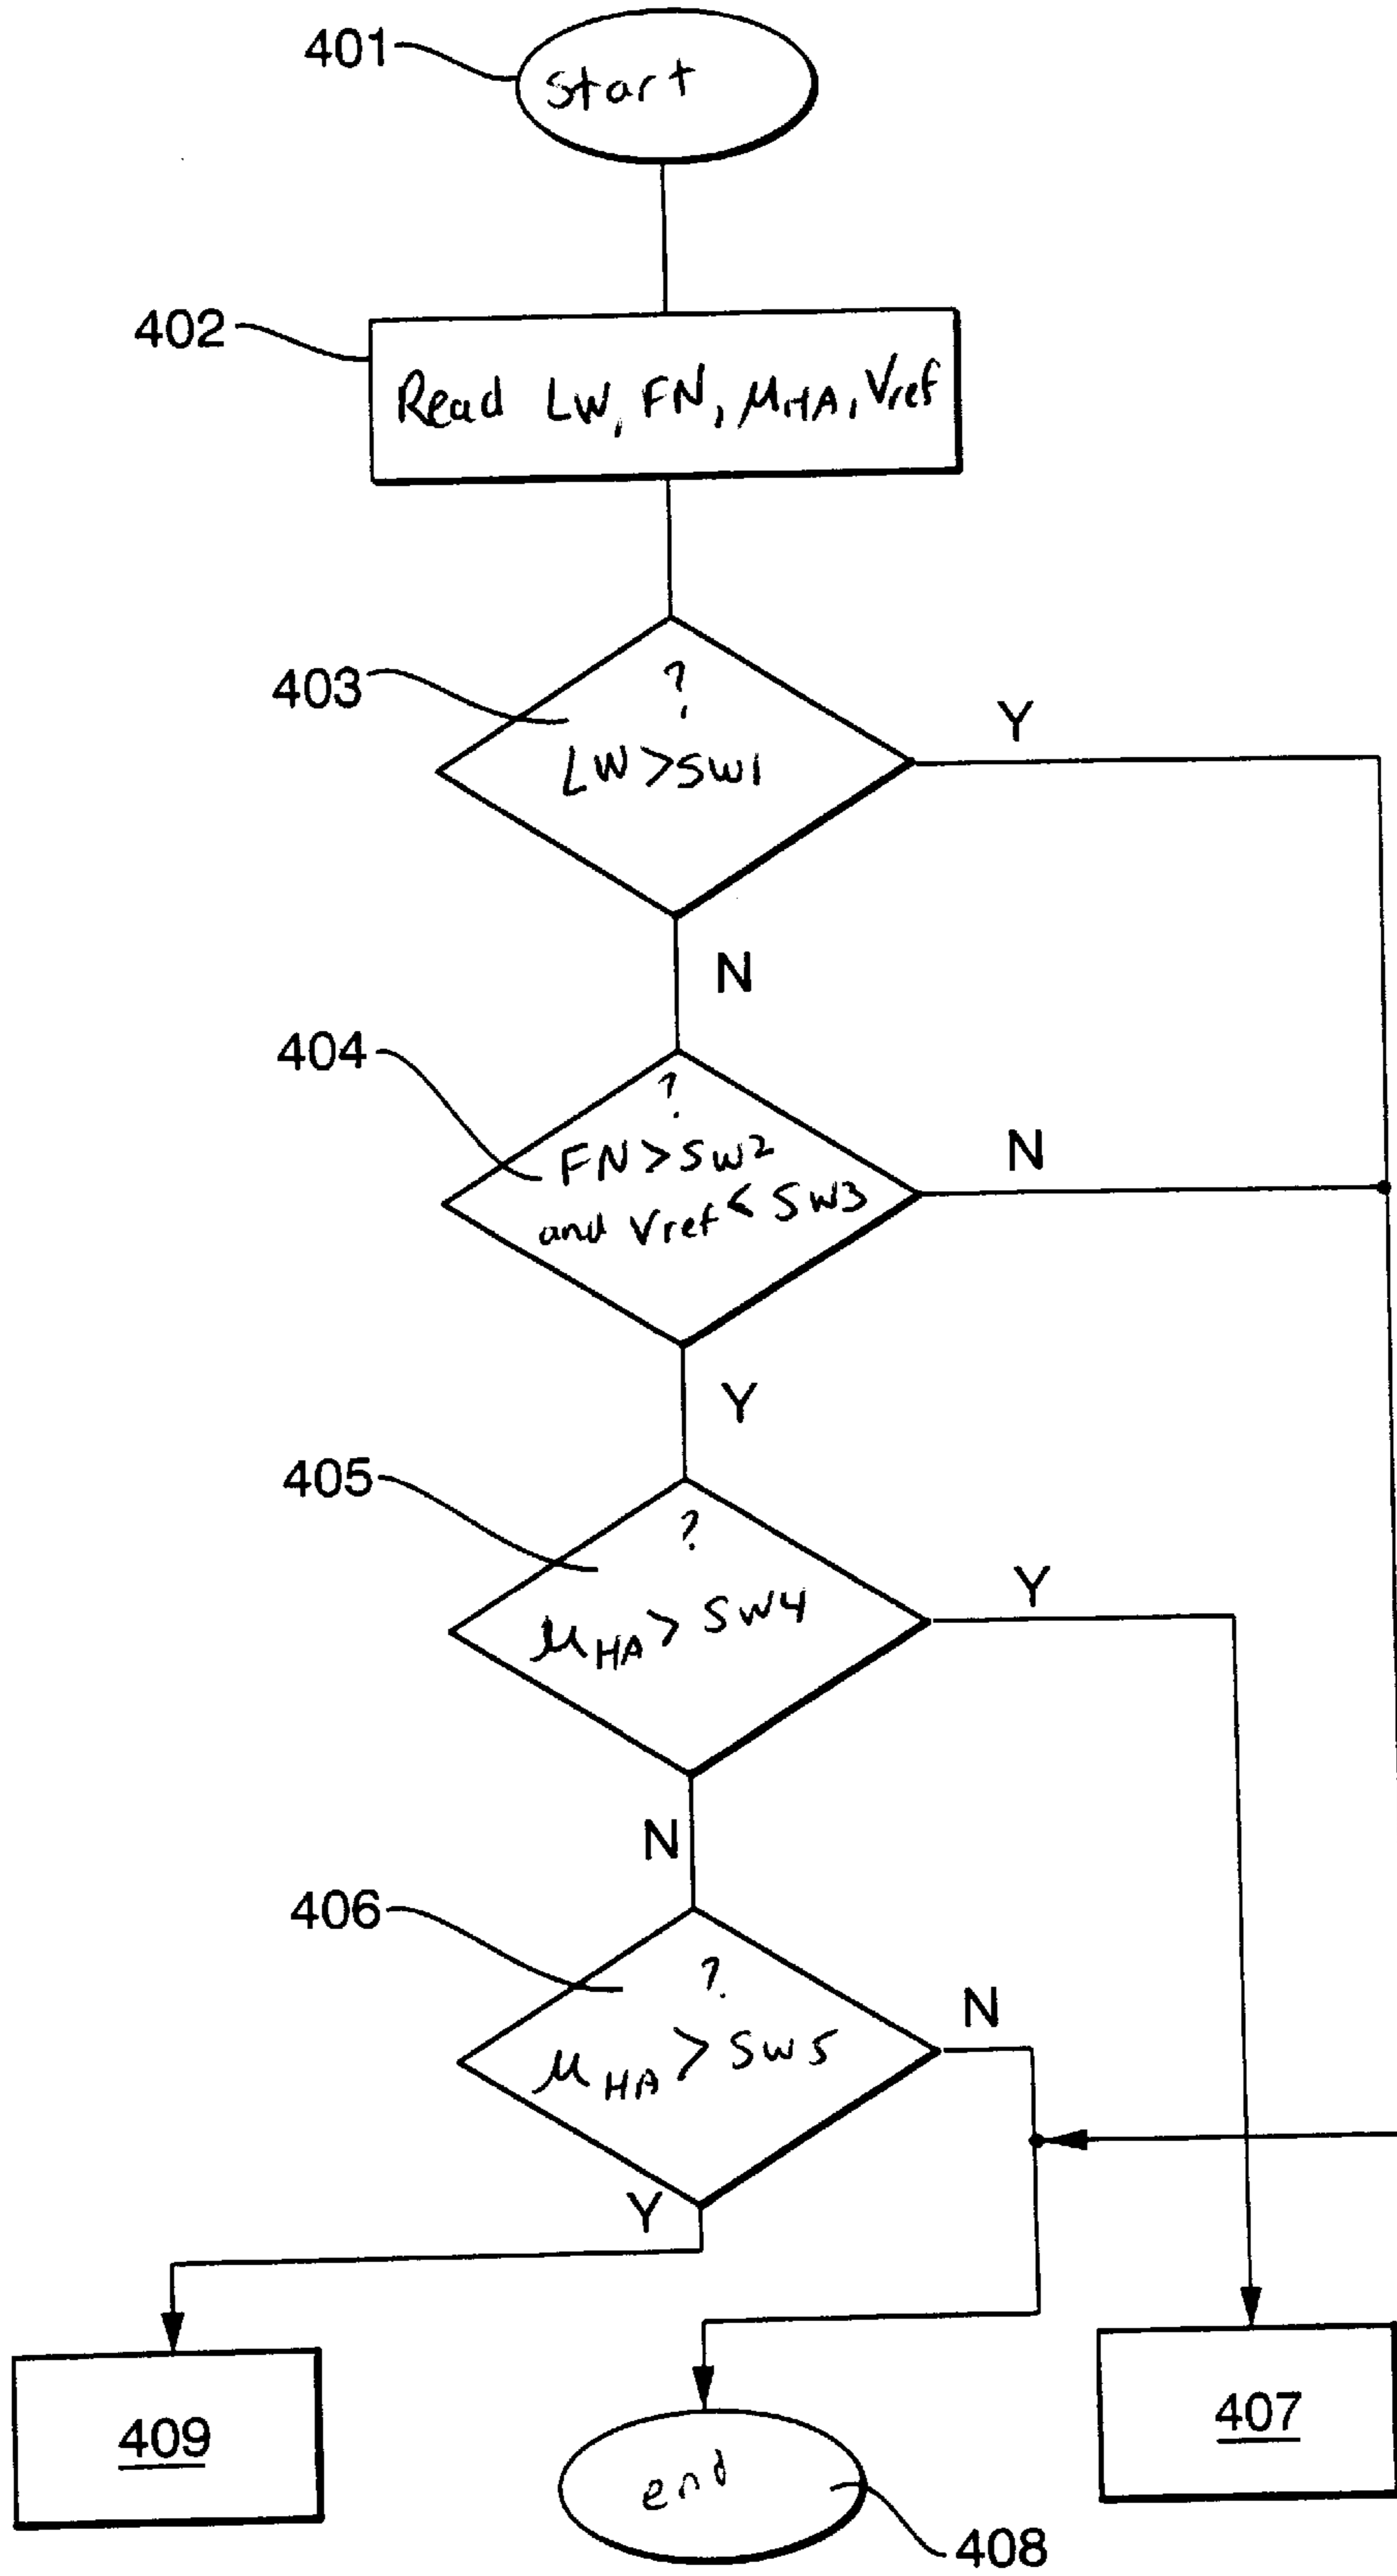 401
Start
402
Read LW, FN, μHA, Vref
403
?
LW > SW1
Y
N
404
?
FN > SW2
and Vref < SW3
N
Y
405
?
μHA > SW4
Y
N
406
?
μHA > SW5
N
Y
409
407
end
408